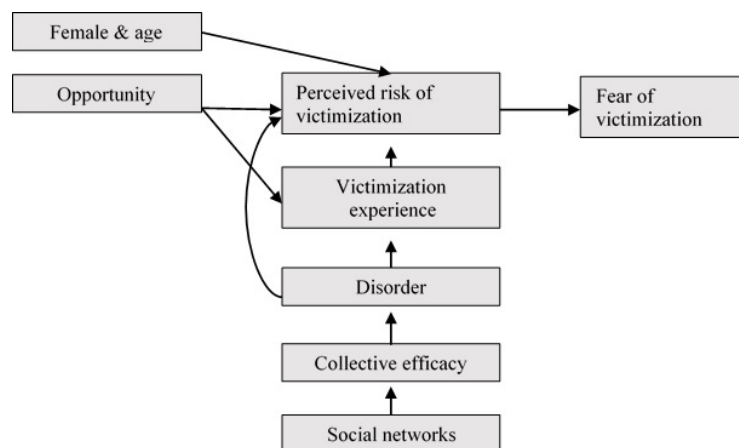 Female & age
Opportunity
Perceived risk of
victimization
Fear of
victimization
Victimization
experience
Disorder
Collective efficacy
Social networks